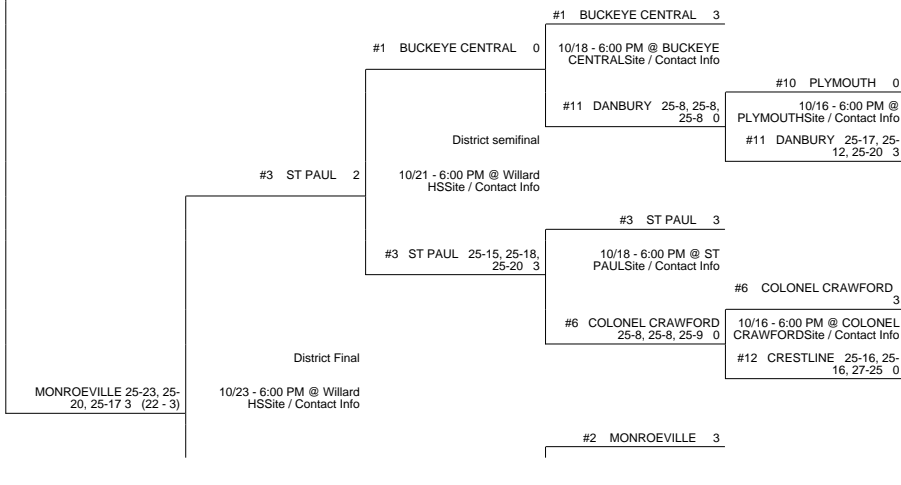 #1 BUCKEYE CENTRAL 3
#1 BUCKEYE CENTRAL 0
10/18 - 6:00 PM @ BUCKEYE
CENTRALSite / Contact Info
#10 PLYMOUTH 0
#11 DANBURY 25-8, 25-8,
25-8 0
10/16 - 6:00 PM @
PLYMOUTHSite / Contact Info
District semifinal
#11 DANBURY 25-17, 25-
12, 25-20 3
#3 ST PAUL 2
10/21 - 6:00 PM @ Willard
HSSite / Contact Info
#3 ST PAUL 3
#3 ST PAUL 25-15, 25-18,
25-20 3
10/18 - 6:00 PM @ ST
PAULSite / Contact Info
#6 COLONEL CRAWFORD
3
#6 COLONEL CRAWFORD
25-8, 25-8, 25-9 0
10/16 - 6:00 PM @ COLONEL
CRAWFORDSite / Contact Info
District Final
#12 CRESTLINE 25-16, 25-
16, 27-25 0
MONROEVILLE 25-23, 25-
20, 25-17 3 (22 - 3)
10/23 - 6:00 PM @ Willard
HSSite / Contact Info
#2 MONROEVILLE 3